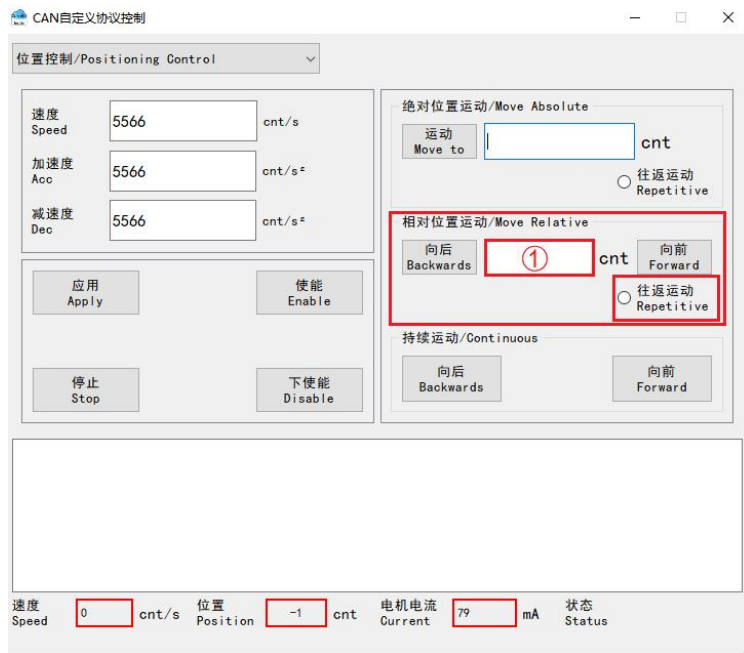 CAN自定义协议控制
位置控制/Positioning Control
速度
Speed
5566
cnt/s
加速度
Acc
5566
cnt/s²
减速度
Dec
5566
cnt/s²
应用
Apply
使能
Enable
停止
Stop
下使能
Disable
绝对位置运动/Move Absolute
运动
Move to
cnt
往返运动
Repetitive
相对位置运动/Move Relative
向后
Backwards
①
cnt
向前
Forward
往返运动
Repetitive
持续运动/Continuous
向后
Backwards
向前
Forward
速度
Speed
0
cnt/s
位置
Position
-1
cnt
电机电流
Current
79
mA
状态
Status